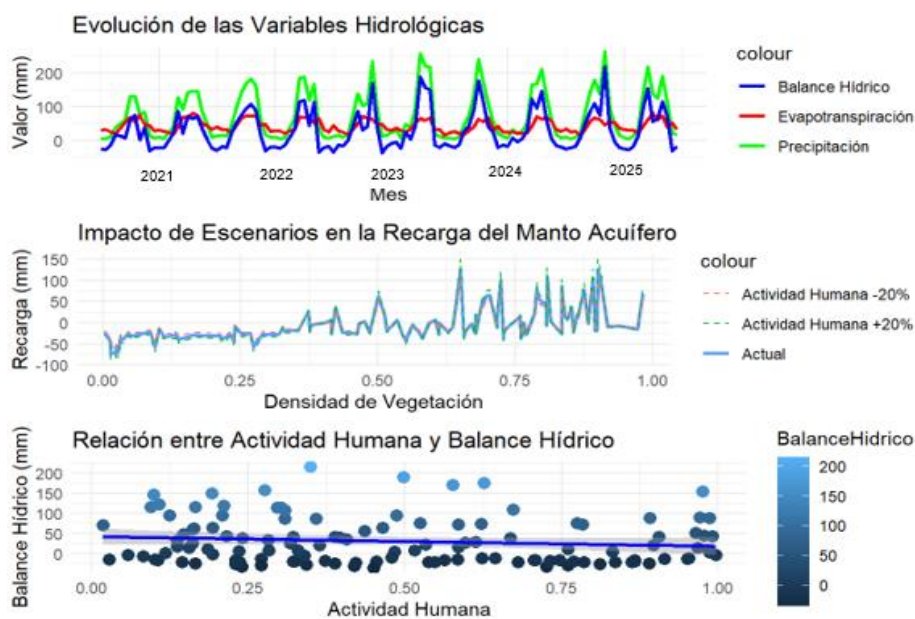 Evolución de las Variables Hidrológicas
Valor (mm)
200
100
0
2021
2022
2023
2024
2025
Mes
colour
Balance Hídrico
Evapotranspiración
Precipitación
Impacto de Escenarios en la Recarga del Manto Acuífero
Recarga (mm)
150
100
50
0
-50
-100
0.00
0.25
0.50
0.75
1.00
Densidad de Vegetación
colour
Actividad Humana -20%
Actividad Humana +20%
Actual
Relación entre Actividad Humana y Balance Hídrico
Balance Hídrico (mm)
200
150
100
50
0
0.00
0.25
0.50
0.75
1.00
Actividad Humana
BalanceHidrico
200
150
100
50
0